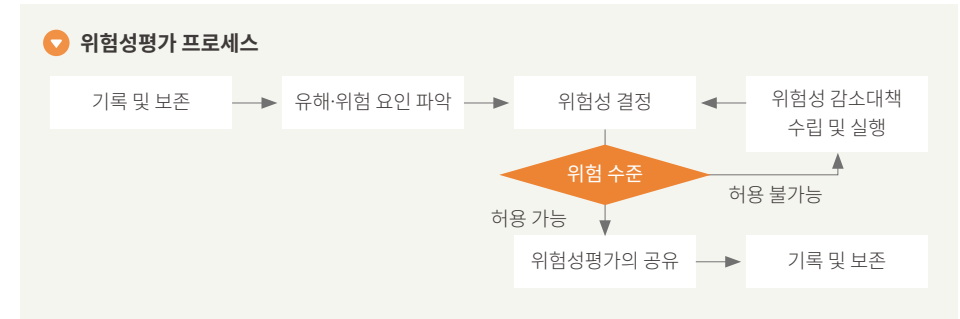 위험성평가 프로세스
기록 및 보존
유해·위험 요인 파악
위험성 결정
위험성 감소대책
수립 및 실행
위험 수준
허용 불가능
허용 가능
위험성평가의 공유
기록 및 보존